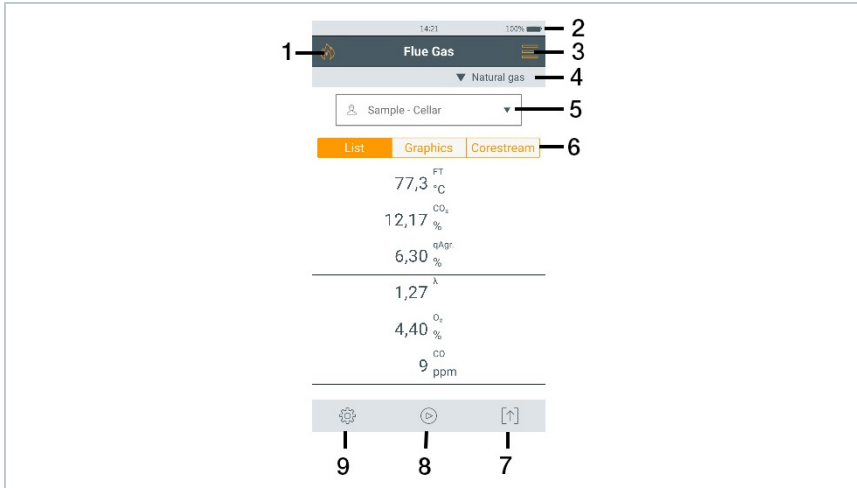 14:21 100% 2
1 Flue Gas 3
▼ Natural gas 4
Sample - Cellar ▼ 5
List Graphics Corestream 6
77,3 FT °C
12,17 CO₂ %
6,30 qAgr. %
1,27 λ
4,40 O₂ %
9 CO ppm
9 8 7